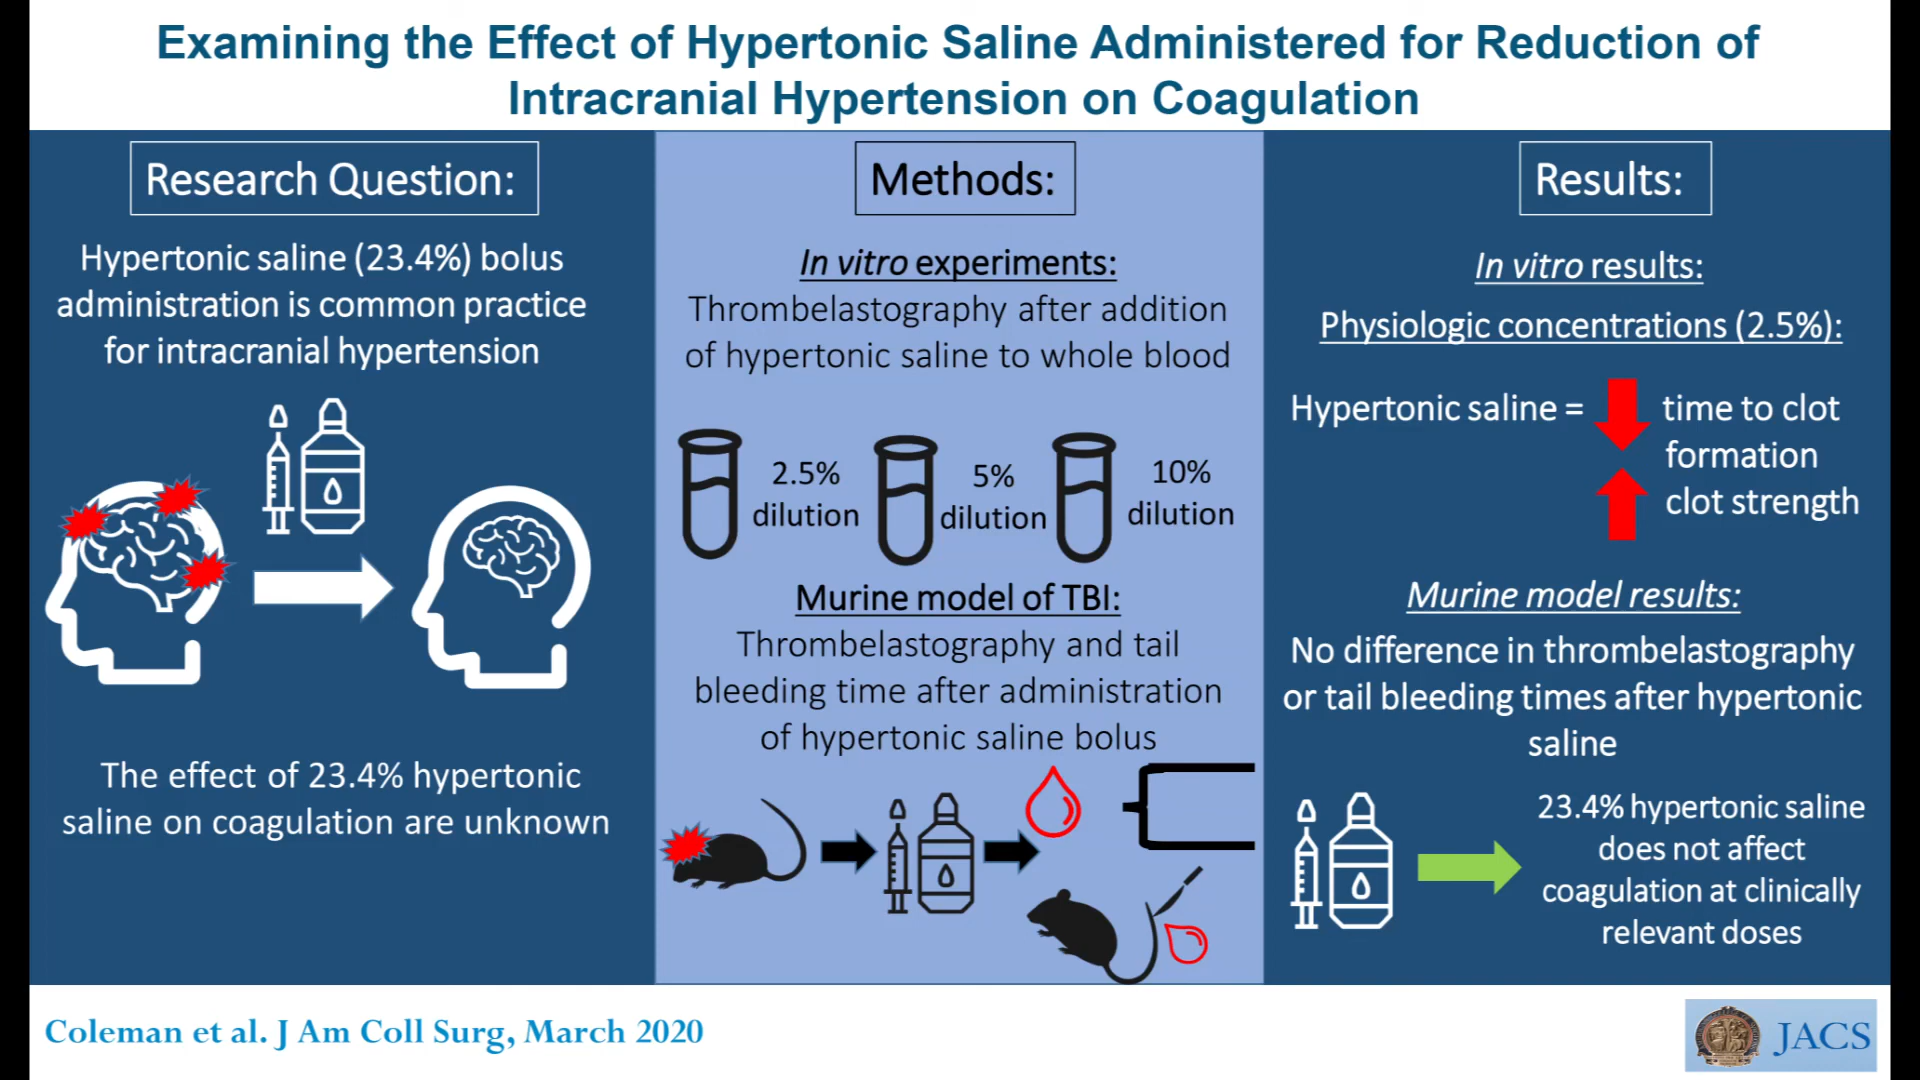 Examining the Effect of Hypertonic Saline Administered for Reduction of
Intracranial Hypertension on Coagulation
Research Question:
Hypertonic saline (23.4%) bolus
administration is common practice
for intracranial hypertension
The effect of 23.4% hypertonic
saline on coagulation are unknown
Methods:
In vitro experiments:
Thrombelastography after addition
of hypertonic saline to whole blood
2.5%
dilution
5%
dilution
10%
dilution
Murine model of TBI:
Thrombelastography and tail
bleeding time after administration
of hypertonic saline bolus
Results:
In vitro results:
Physiologic concentrations (2.5%):
Hypertonic saline = time to clot
formation
clot strength
Murine model results:
No difference in thrombelastography
or tail bleeding times after hypertonic
saline
23.4% hypertonic saline
does not affect
coagulation at clinically
relevant doses
Coleman et al. J Am Coll Surg, March 2020
JACS